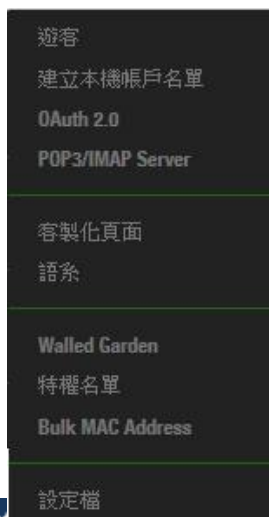 遊客
建立本機帳戶名單
OAuth 2.0
POP3/IMAP Server
客製化頁面
語系
Walled Garden
特權名單
Bulk MAC Address
設定檔